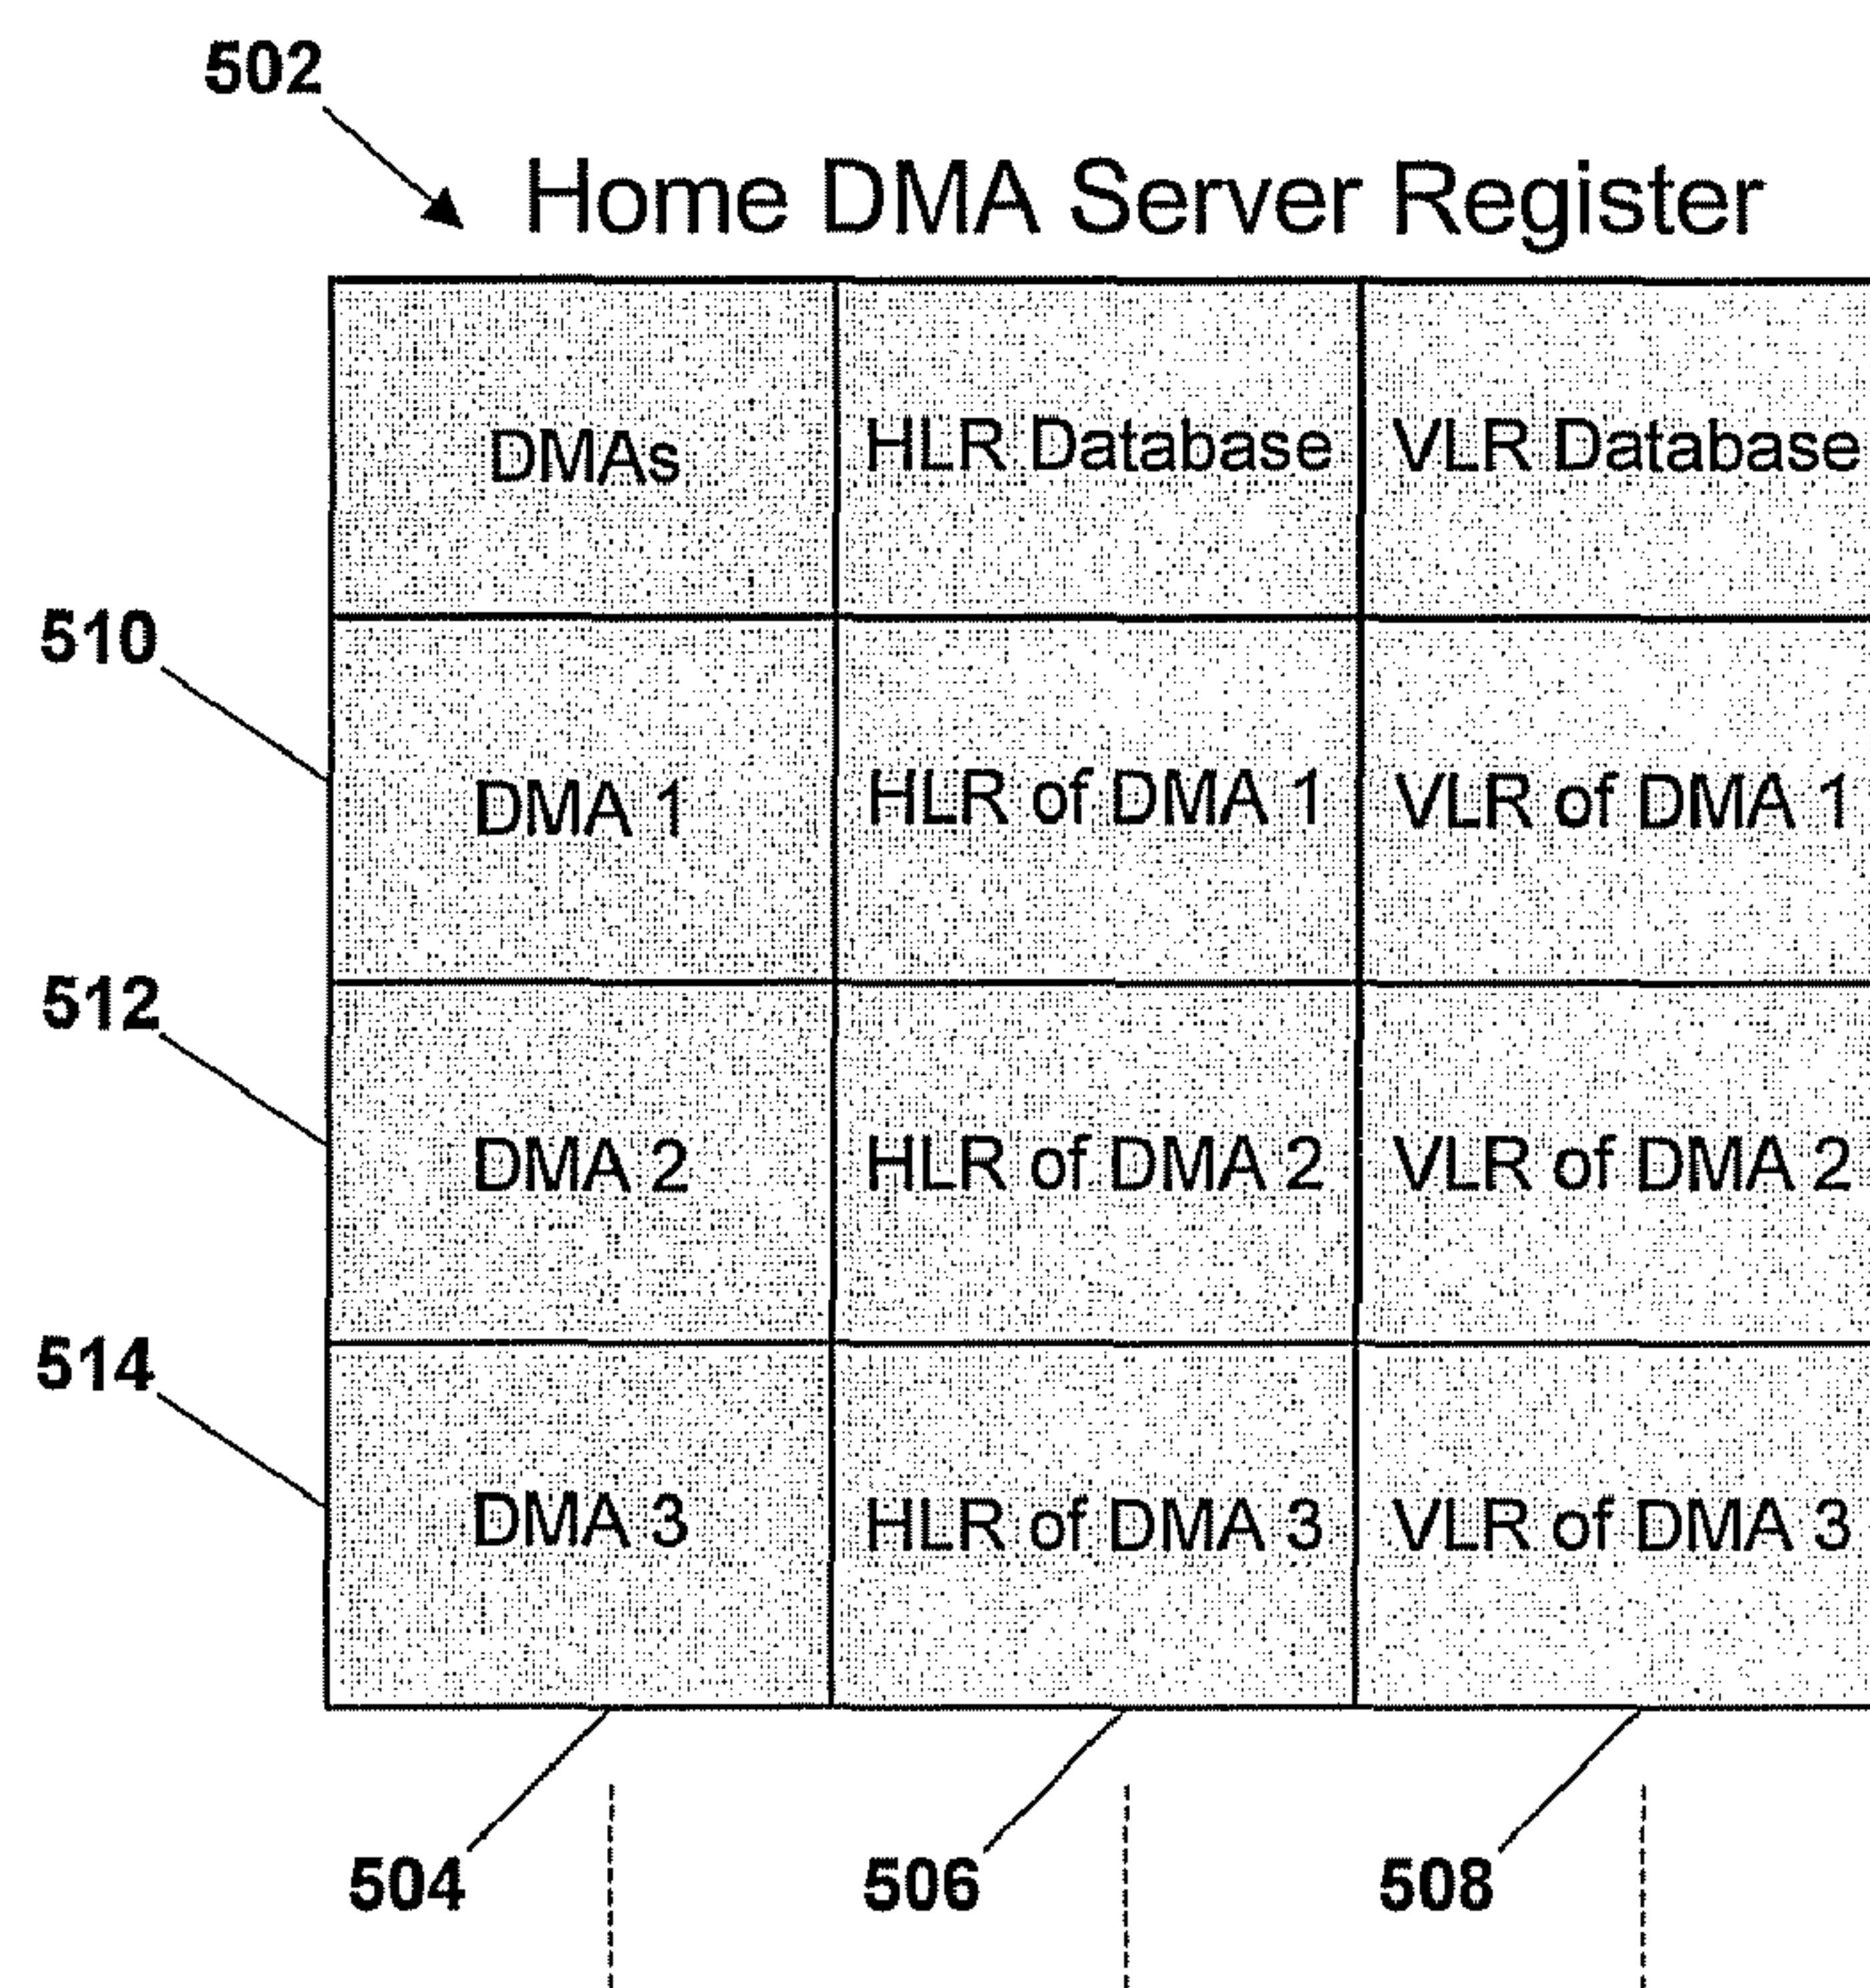 502
Home DMA Server Register
DMAs HLR Database VLR Database
510
DMA 1 HLR of DMA 1 VLR of DMA 1
512
DMA 2 HLR of DMA 2 VLR of DMA 2
514
DMA 3 HLR of DMA 3 VLR of DMA 3
504 506 508